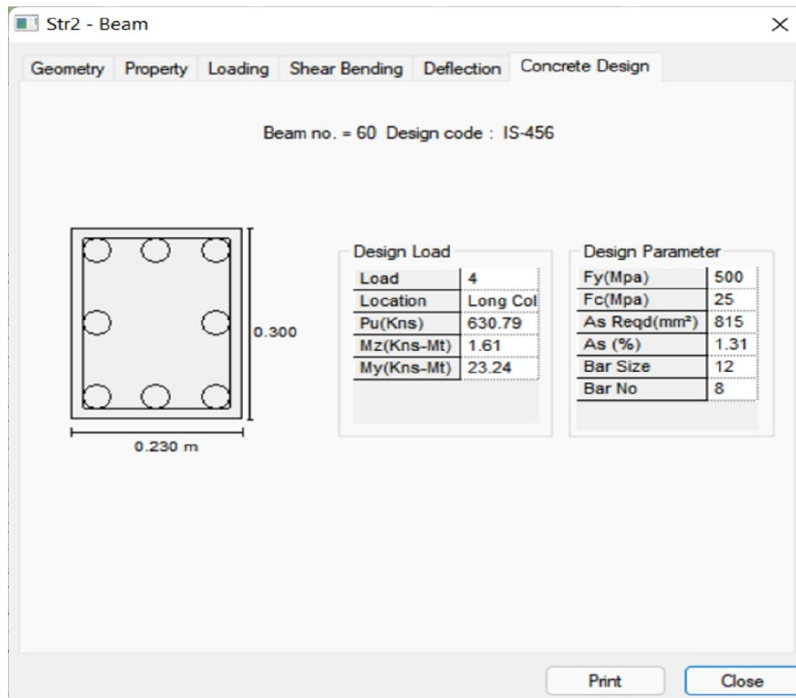 Str2 - Beam
Geometry Property Loading Shear Bending Deflection Concrete Design
Beam no. = 60 Design code : IS-456
0.300
0.230 m
Design Load
Load 4
Location Long Col
Pu(Kns) 630.79
Mz(Kns-Mt) 1.61
My(Kns-Mt) 23.24
Design Parameter
Fy(Mpa) 500
Fc(Mpa) 25
As Reqd(mm²) 815
As (%) 1.31
Bar Size 12
Bar No 8
Print Close